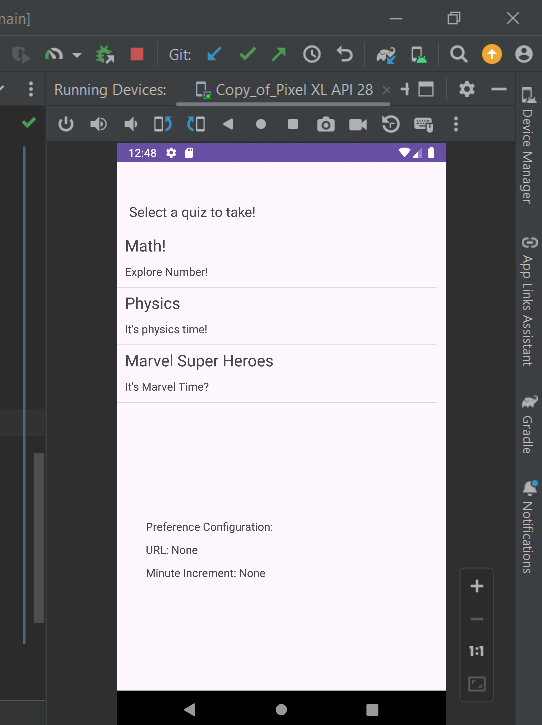 main]
Git:
Running Devices:
Copy_of_Pixel XL API 28
12:48
Select a quiz to take!
Math!
Explore Number!
Physics
It's physics time!
Marvel Super Heroes
It's Marvel Time?
Preference Configuration:
URL: None
Minute Increment: None
1:1
Device Manager
App Links Assistant
Gradle
Notifications